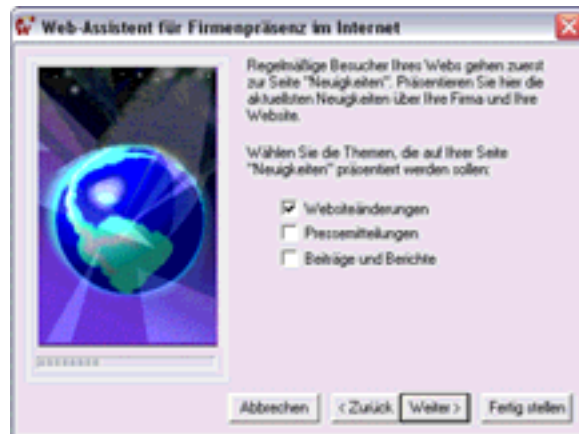 Web-Assistent für Firmenpräsenz im Internet
Regelmäßige Besucher Ihres Webs gehen zuerst
zur Seite "Neuigkeiten". Präsentieren Sie hier die
aktuellsten Neuigkeiten über Ihre Firma und Ihre
Website.
Wählen Sie die Themen, die auf Ihrer Seite
"Neuigkeiten" präsentiert werden sollen:
Websiteänderungen
Pressemitteilungen
Beiträge und Berichte
Abbrechen < Zurück Weiter > Fertig stellen